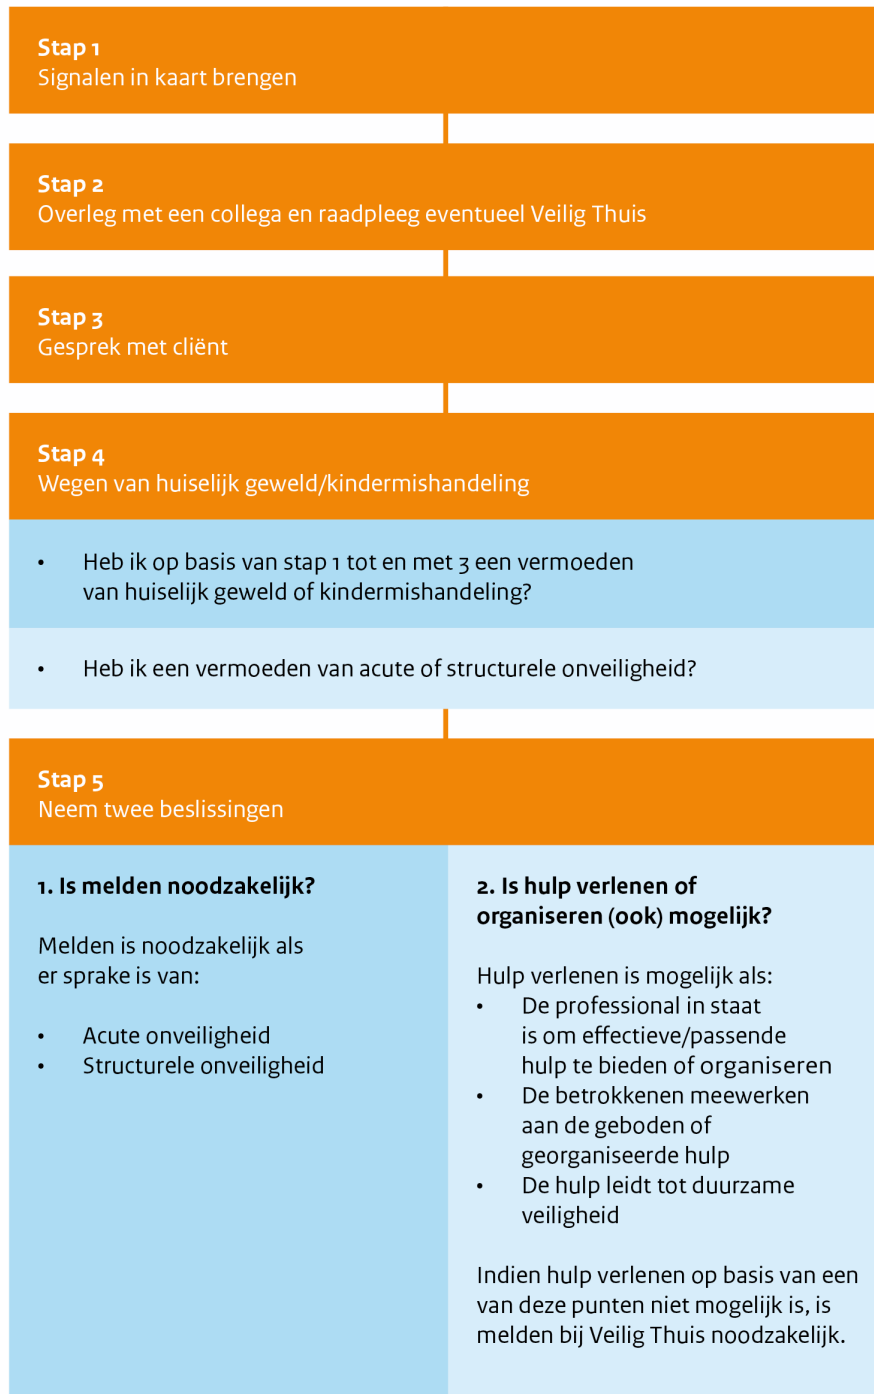 Stap 1
Signalen in kaart brengen
Stap 2
Overleg met een collega en raadpleeg eventueel Veilig Thuis
Stap 3
Gesprek met cliënt
Stap 4
Wegen van huiselijk geweld/kindermishandeling
• Heb ik op basis van stap 1 tot en met 3 een vermoeden
van huiselijk geweld of kindermishandeling?
• Heb ik een vermoeden van acute of structurele onveiligheid?
Stap 5
Neem twee beslissingen
1. Is melden noodzakelijk?
Melden is noodzakelijk als
er sprake is van:
• Acute onveiligheid
• Structurele onveiligheid
2. Is hulp verlenen of
organiseren (ook) mogelijk?
Hulp verlenen is mogelijk als:
• De professional in staat
is om effectieve/passende
hulp te bieden of organiseren
• De betrokkenen meewerken
aan de geboden of
georganiseerde hulp
• De hulp leidt tot duurzame
veiligheid
Indien hulp verlenen op basis van een
van deze punten niet mogelijk is, is
melden bij Veilig Thuis noodzakelijk.